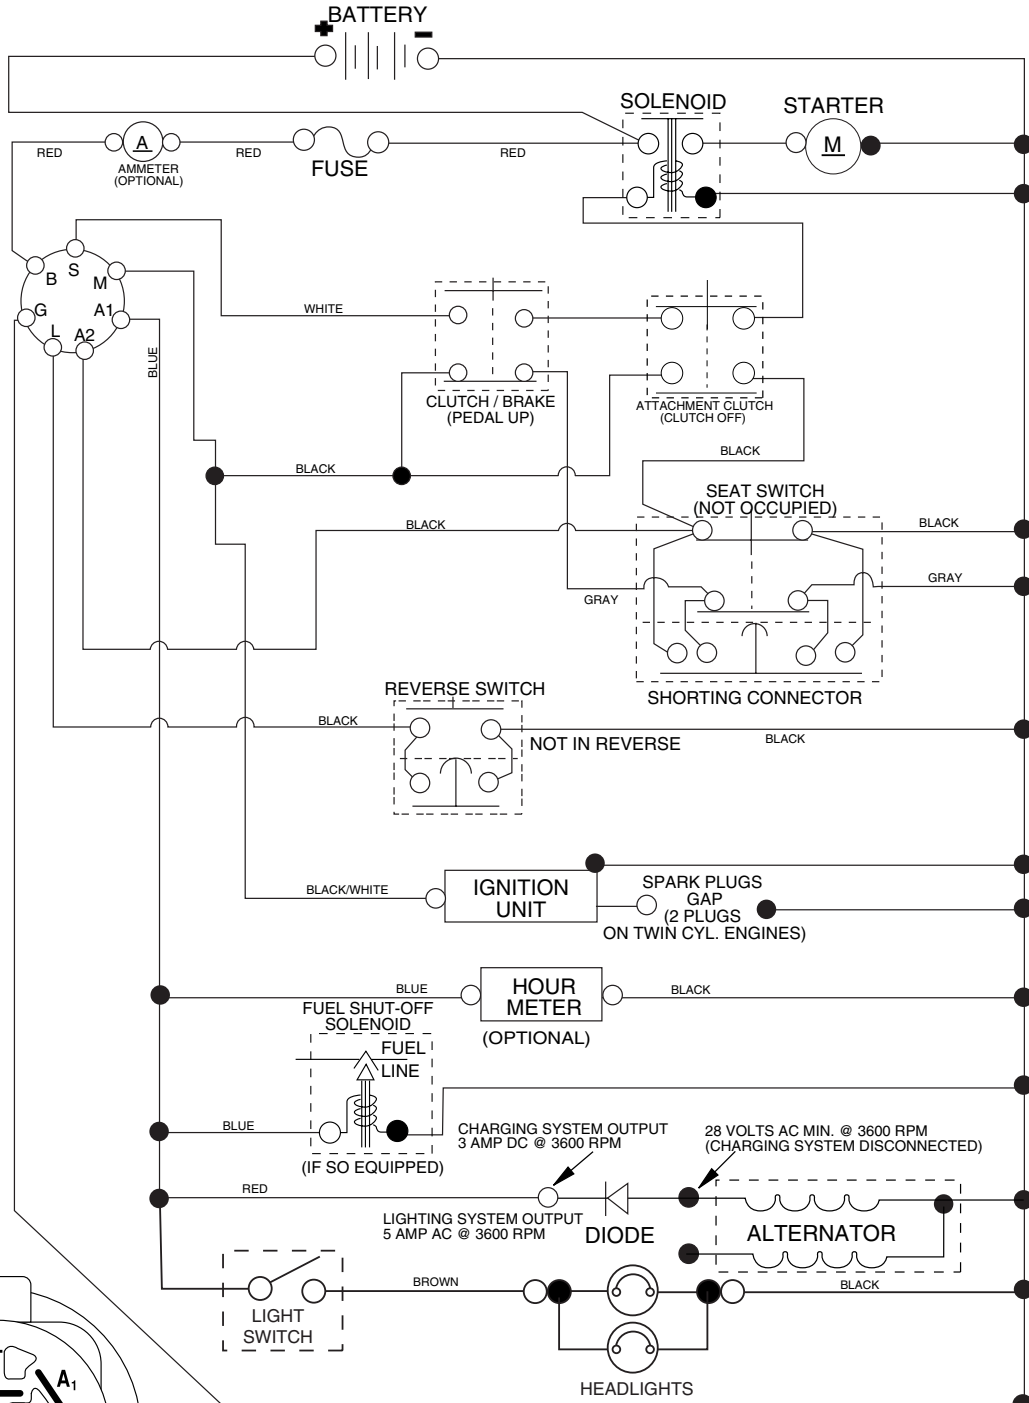 BATTERY
+ −
SOLENOID
STARTER
A
M
RED
RED
RED
AMMETER
(OPTIONAL)
FUSE
B
S
M
G
A1
L
A2
BLUE
WHITE
CLUTCH / BRAKE
(PEDAL UP)
ATTACHMENT CLUTCH
(CLUTCH OFF)
BLACK
BLACK
SEAT SWITCH
(NOT OCCUPIED)
BLACK
BLACK
GRAY
GRAY
SHORTING CONNECTOR
REVERSE SWITCH
BLACK
NOT IN REVERSE
BLACK
BLACK/WHITE
IGNITION
UNIT
SPARK PLUGS
GAP
(2 PLUGS
ON TWIN CYL. ENGINES)
BLUE
HOUR
METER
BLACK
(OPTIONAL)
FUEL SHUT-OFF
SOLENOID
FUEL
LINE
BLUE
(IF SO EQUIPPED)
CHARGING SYSTEM OUTPUT
3 AMP DC @ 3600 RPM
28 VOLTS AC MIN. @ 3600 RPM
(CHARGING SYSTEM DISCONNECTED)
RED
LIGHTING SYSTEM OUTPUT
5 AMP AC @ 3600 RPM
DIODE
ALTERNATOR
BROWN
BLACK
LIGHT
SWITCH
HEADLIGHTS
A1